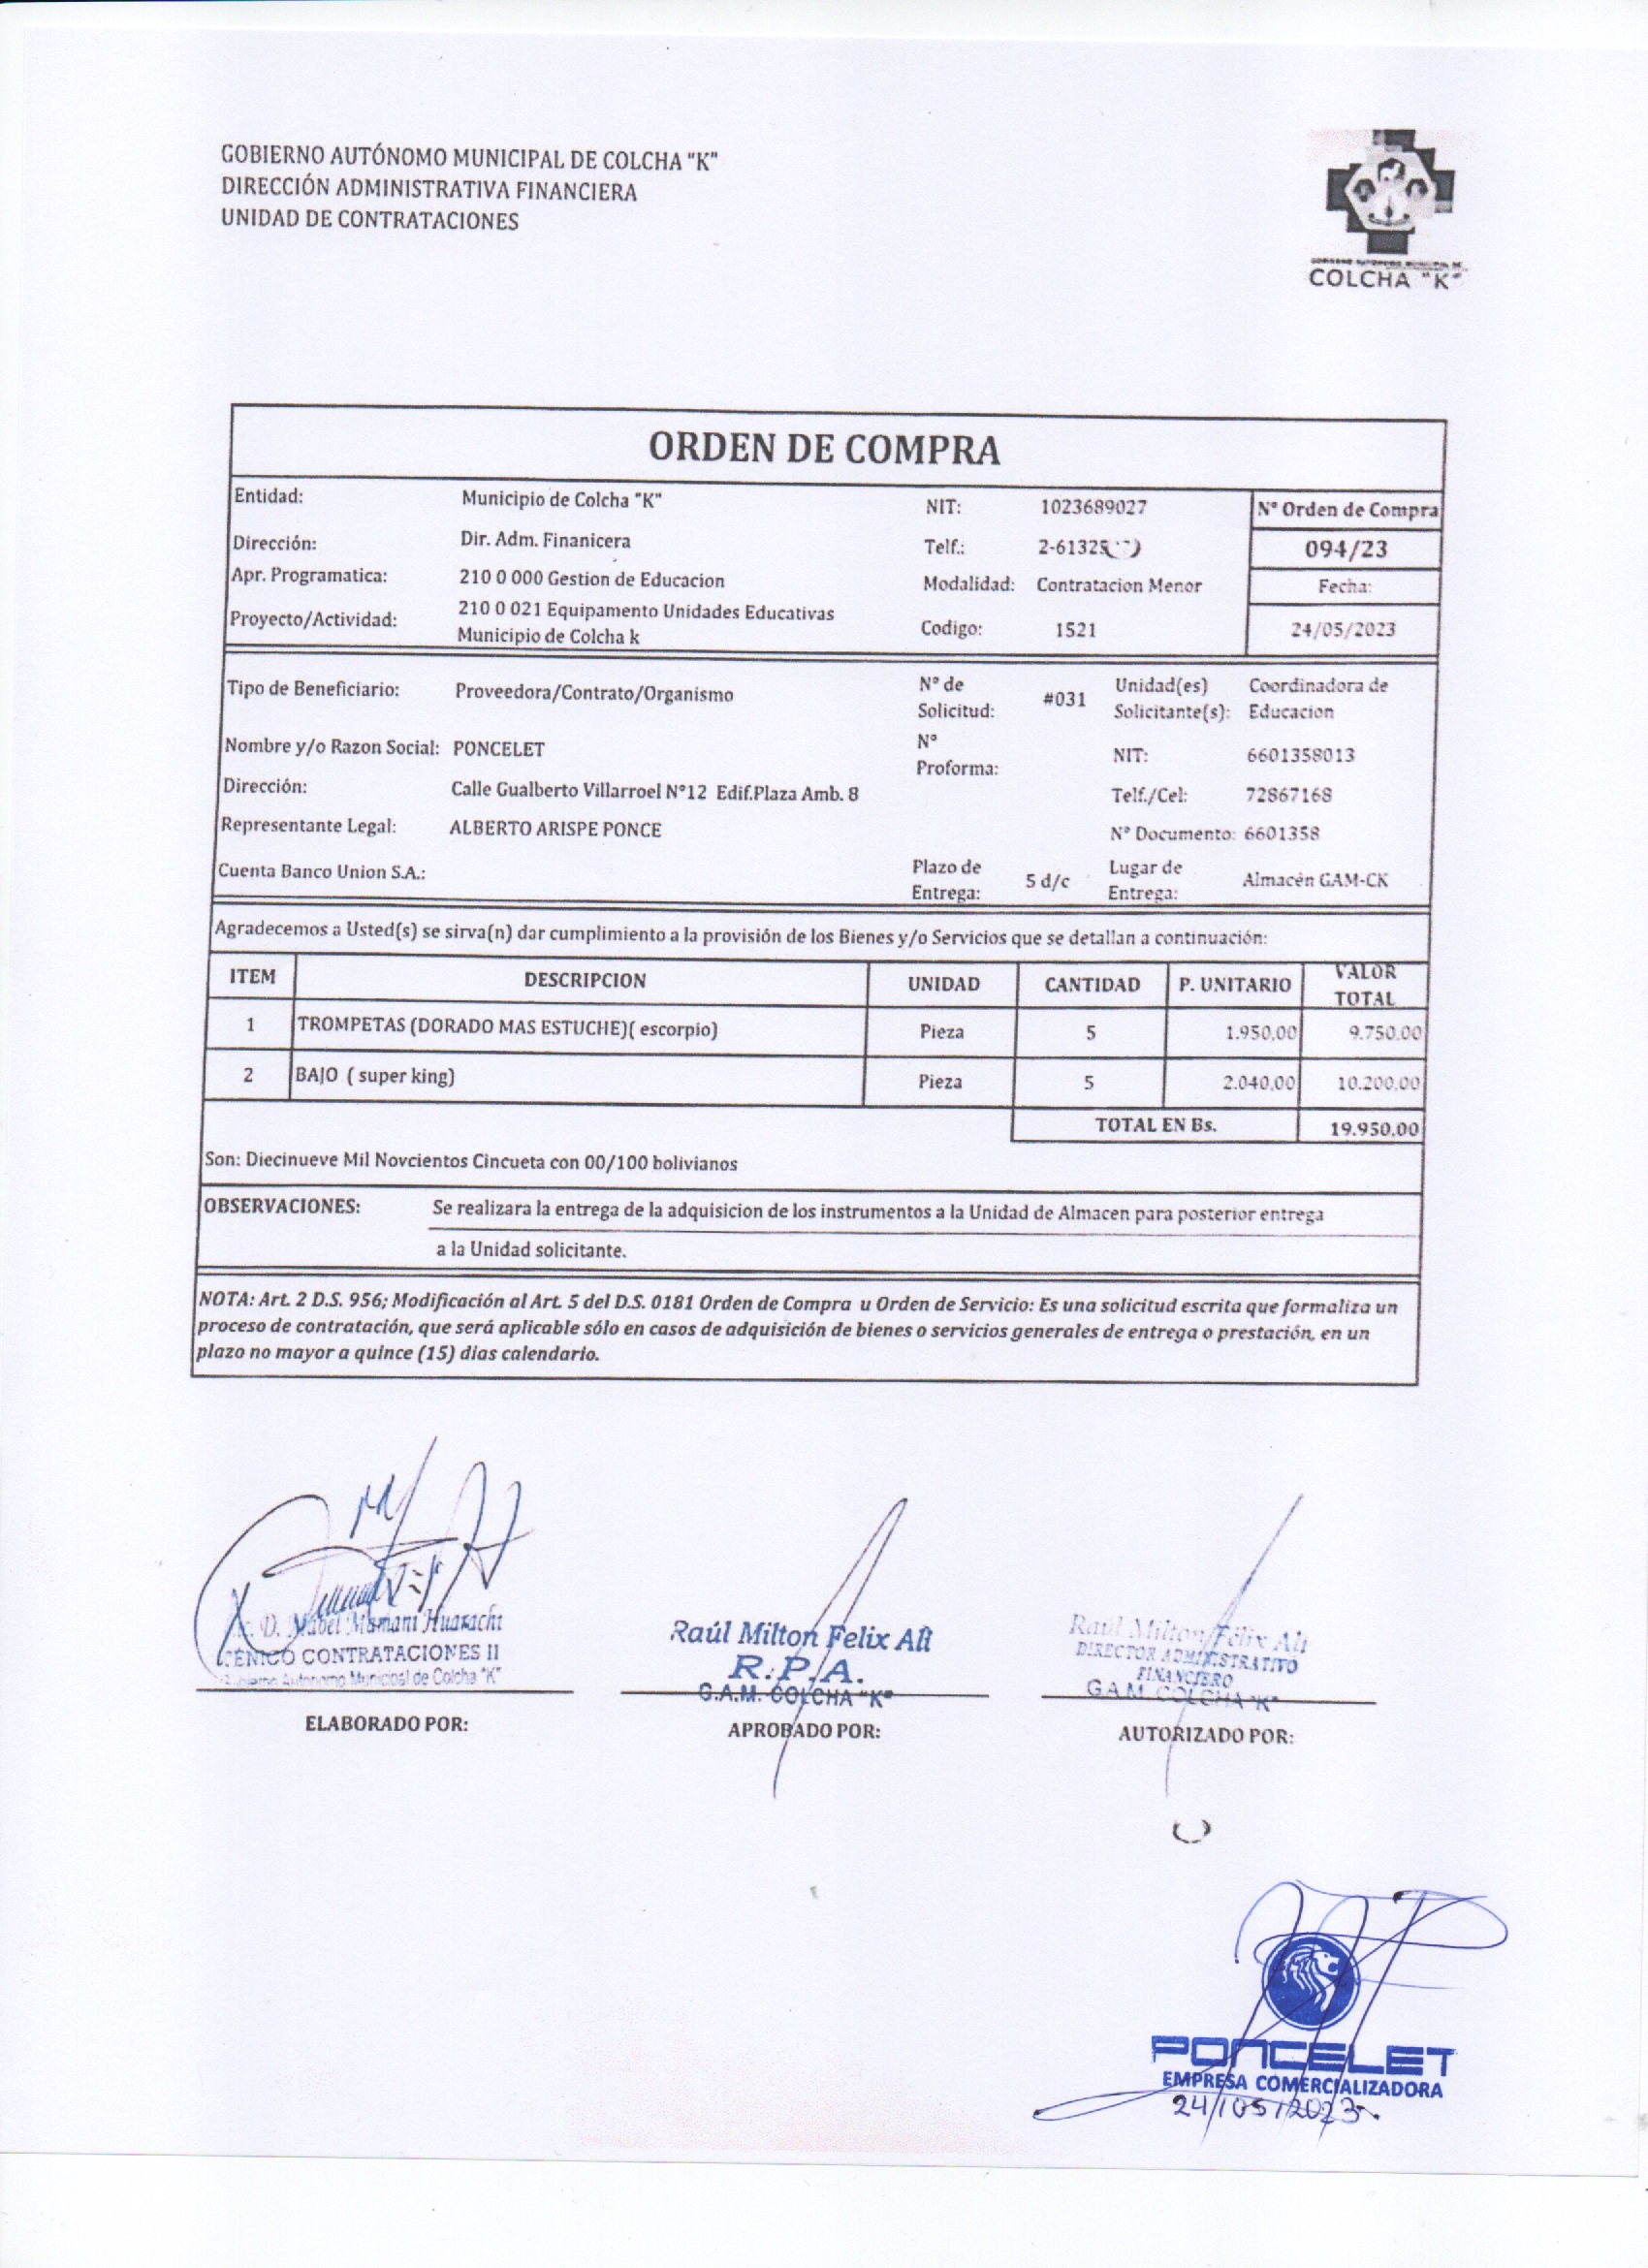 GOBIERNO AUTÓNOMO MUNICIPAL DE COLCHA "K"
DIRECCIÓN ADMINISTRATIVA FINANCIERA
UNIDAD DE CONTRATACIONES
COLCHA "K"
ORDEN DE COMPRA
Entidad: Municipio de Colcha "K" NIT: 1023689027 Nº Orden de Compra
Dirección: Dir. Adm. Finanicera Telf.: 094/23
Apr. Programatica: 210 0 000 Gestion de Educacion Modalidad: Contratacion Menor Fecha:
Proyecto/Actividad: 210 0 021 Equipamento Unidades Educativas Municipio de Colcha k Codigo: 1521 24/05/2023
Tipo de Beneficiario: Proveedora/Contrato/Organismo Nº de Solicitud: #031 Unidad(es) Solicitante(s): Coordinadora de Educacion
Nombre y/o Razon Social: PONCELET Nº Proforma: NIT: 6601358013
Dirección: Calle Gualberto Villarroel Nº12 Edif.Plaza Amb. 8 Telf./Cel: 72867168
Representante Legal: ALBERTO ARISPE PONCE Nº Documento: 6601358
Cuenta Banco Union S.A.: Plazo de Entrega: 5 d/c Lugar de Entrega: Almacén GAM-CK
Agradecemos a Usted(s) se sirva(n) dar cumplimiento a la provisión de los Bienes y/o Servicios que se detallan a continuación:
ITEM DESCRIPCION UNIDAD CANTIDAD P. UNITARIO VALOR TOTAL
1 TROMPETAS (DORADO MAS ESTUCHE)( escorpio) Pieza 5 1.950,00 9.750,00
2 BAJO ( super king) Pieza 5 2.040,00 10.200,00
TOTAL EN Bs. 19.950,00
Son: Diecinueve Mil Novcientos Cincueta con 00/100 bolivianos
OBSERVACIONES: Se realizara la entrega de la adquisicion de los instrumentos a la Unidad de Almacen para posterior entrega
a la Unidad solicitante.
NOTA: Art. 2 D.S. 956; Modificación al Art. 5 del D.S. 0181 Orden de Compra u Orden de Servicio: Es una solicitud escrita que formaliza un
proceso de contratación, que será aplicable sólo en casos de adquisición de bienes o servicios generales de entrega o prestación, en un
plazo no mayor a quince (15) dias calendario.
D. Mabel Mamani Huarachi
CONTRATACIONES II
Gobierno Autonomo Municipal de Colcha "K"
ELABORADO POR:
Raúl Milton Felix Ali
R.P.A.
G.A.M. COLCHA "K"
APROBADO POR:
Raúl Milton Felix Ali
DIRECTOR ADMINISTRATIVO
FINANCIERO
G.A.M. COLCHA "K"
AUTORIZADO POR:
PONCELET
EMPRESA COMERCIALIZADORA
24/05/2023